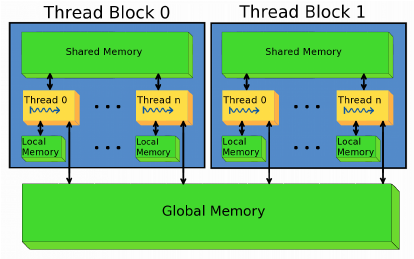 Thread Block 0
Thread Block 1
Shared Memory
Shared Memory
Thread 0
• • •
Thread n
Thread 0
• • •
Thread n
Local
Memory
• • •
Local
Memory
Local
Memory
• • •
Local
Memory
Global Memory